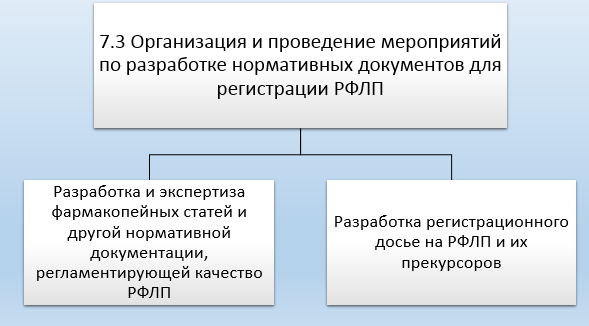 7.3 Организация и проведение мероприятий
по разработке нормативных документов для
регистрации РФЛП
Разработка и экспертиза
фармакопейных статей и
другой нормативной
документации,
регламентирующей качество
РФЛП
Разработка регистрационного
досье на РФЛП и их
прекурсоров